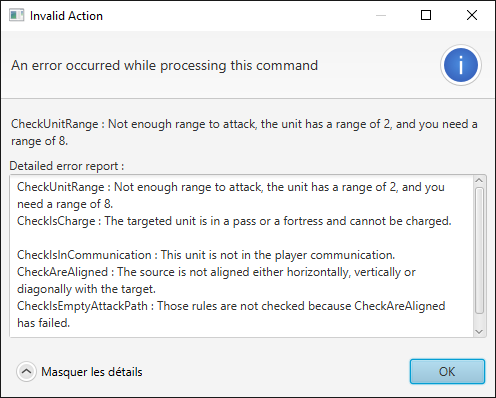 Invalid Action
An error occurred while processing this command
CheckUnitRange : Not enough range to attack, the unit has a range of 2, and you need a
range of 8.
Detailed error report :
CheckUnitRange : Not enough range to attack, the unit has a range of 2, and you
need a range of 8.
CheckIsCharge : The targeted unit is in a pass or a fortress and cannot be charged.
CheckIsInCommunication : This unit is not in the player communication.
CheckAreAligned : The source is not aligned either horizontally, vertically or
diagonally with the target.
CheckIsEmptyAttackPath : Those rules are not checked because CheckAreAligned
has failed.
Masquer les détails
OK